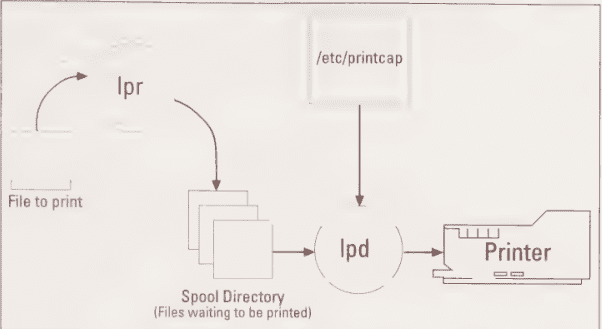 /etc/printcap
lpr
File to print
lpd
Printer
Spool Directory
(Files waiting to be printed)